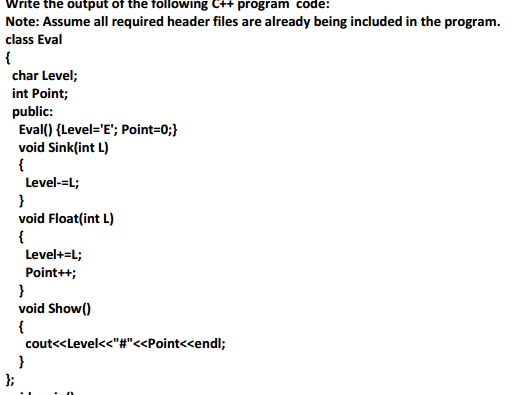 Write the output of the following C++ program code:
Note: Assume all required header files are already being included in the program.
class Eval
{
char Level;
int Point;
public:
Eval() {Level='E'; Point=0;}
void Sink(int L)
{
Level-=L;
}
void Float(int L)
{
Level+=L;
Point++;
}
void Show()
{
cout<<Level<<"#"<<Point<<endl;
}
};